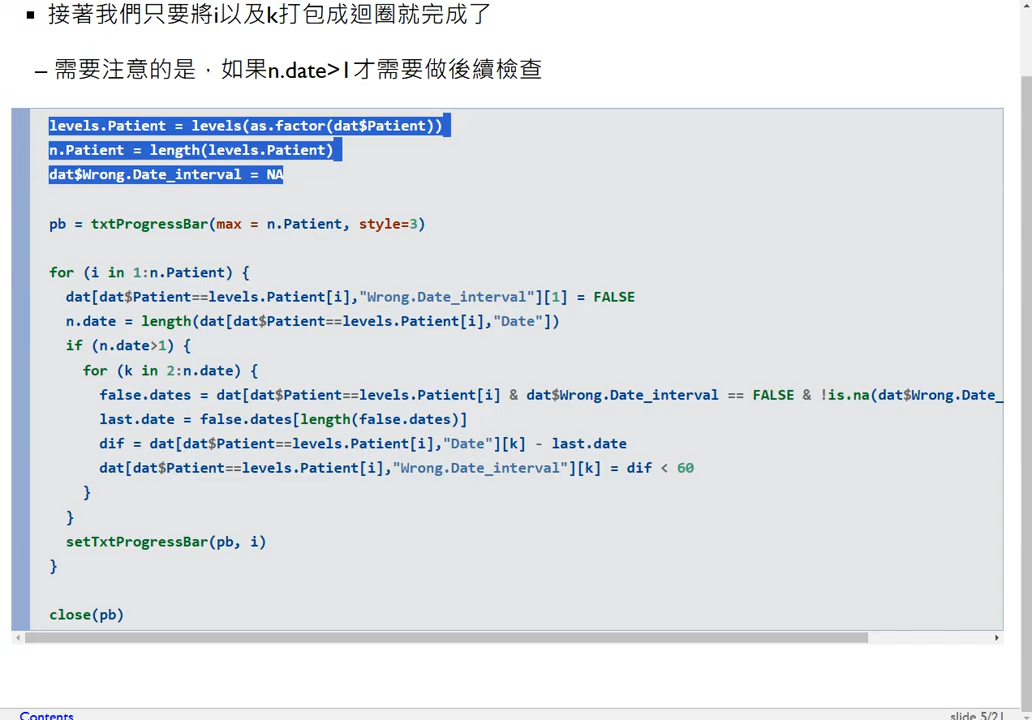 ▪ 接著我們只要將i以及k打包成迴圈就完成了
– 需要注意的是,如果n.date>1才需要做後續檢查
levels.Patient = levels(as.factor(dat$Patient))
n.Patient = length(levels.Patient)
dat$Wrong.Date_interval = NA
pb = txtProgressBar(max = n.Patient, style=3)
for (i in 1:n.Patient) {
  dat[dat$Patient==levels.Patient[i],"Wrong.Date_interval"][1] = FALSE
  n.date = length(dat[dat$Patient==levels.Patient[i],"Date"])
  if (n.date>1) {
    for (k in 2:n.date) {
      false.dates = dat[dat$Patient==levels.Patient[i] & dat$Wrong.Date_interval == FALSE & !is.na(dat$Wrong.Date_
      last.date = false.dates[length(false.dates)]
      dif = dat[dat$Patient==levels.Patient[i],"Date"][k] - last.date
      dat[dat$Patient==levels.Patient[i],"Wrong.Date_interval"][k] = dif < 60
    }
  }
  setTxtProgressBar(pb, i)
}
close(pb)
Contents
slide 5/21